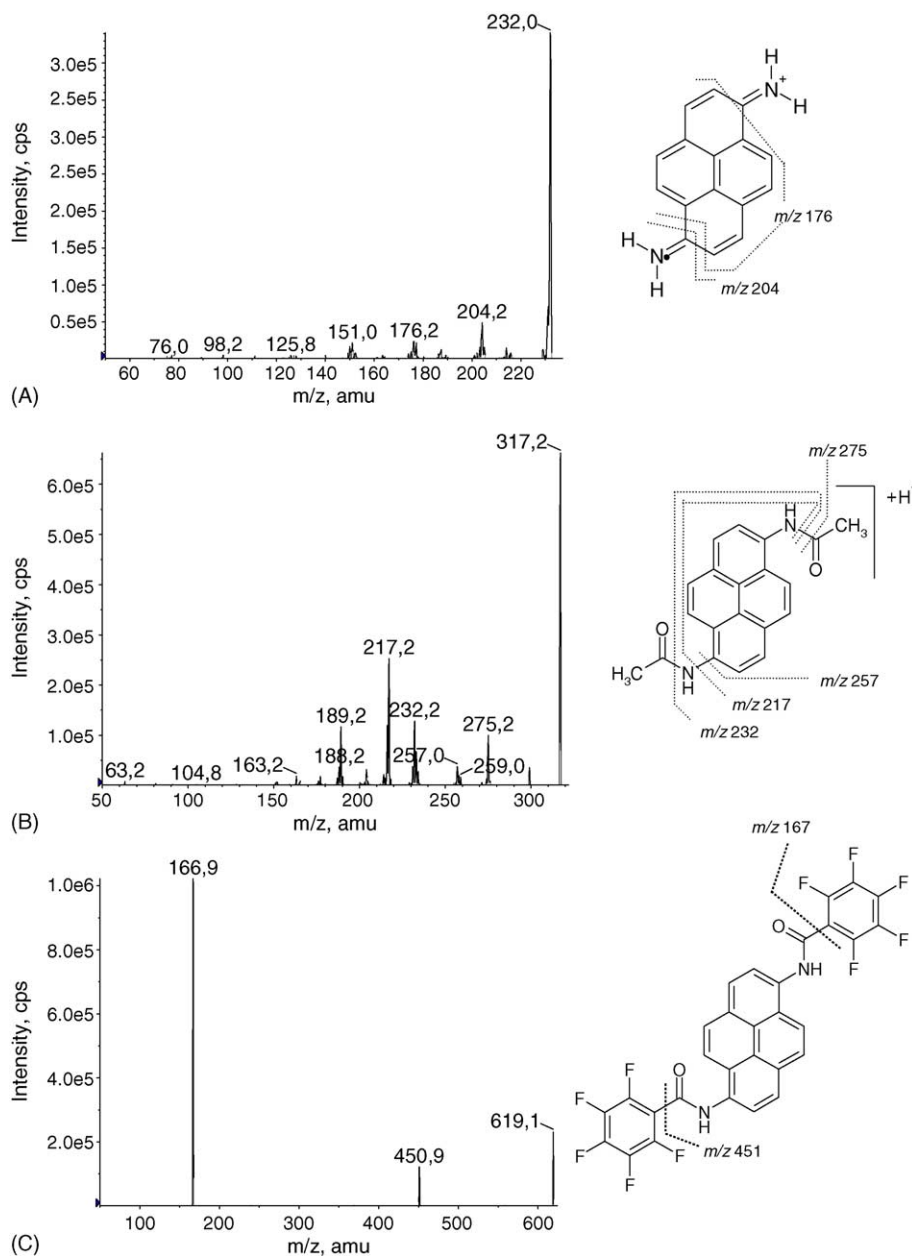 232,0
3.0e5
2.5e5
3.0e5
2.0e5
1.5e5
1.0e5
0.5e5
Intensity, cps
76,0
98,2
125,8
151,0
176,2
204,2
60 80 100 120 140 160 180 200 220
m/z, amu
(A)
H
N
+
H
H
N
H
m/z 176
m/z 204
317,2
6.0e5
5.0e5
4.0e5
3.0e5
2.0e5
1.0e5
Intensity, cps
63,2
104,8
163,2
189,2
188,2
217,2
232,2
257,0
259,0
275,2
50 100 150 200 250 300
m/z, amu
(B)
m/z 275
+H
H
N
CH3
O
O
H3C
N
H
m/z 257
m/z 217
m/z 232
166,9
1.0e6
8.0e5
6.0e5
4.0e5
2.0e5
Intensity, cps
450,9
619,1
100 200 300 400 500 600
m/z, amu
(C)
m/z 167
F
F
F
F
F
O
NH
O
N
H
F
F
F
F
F
m/z 451